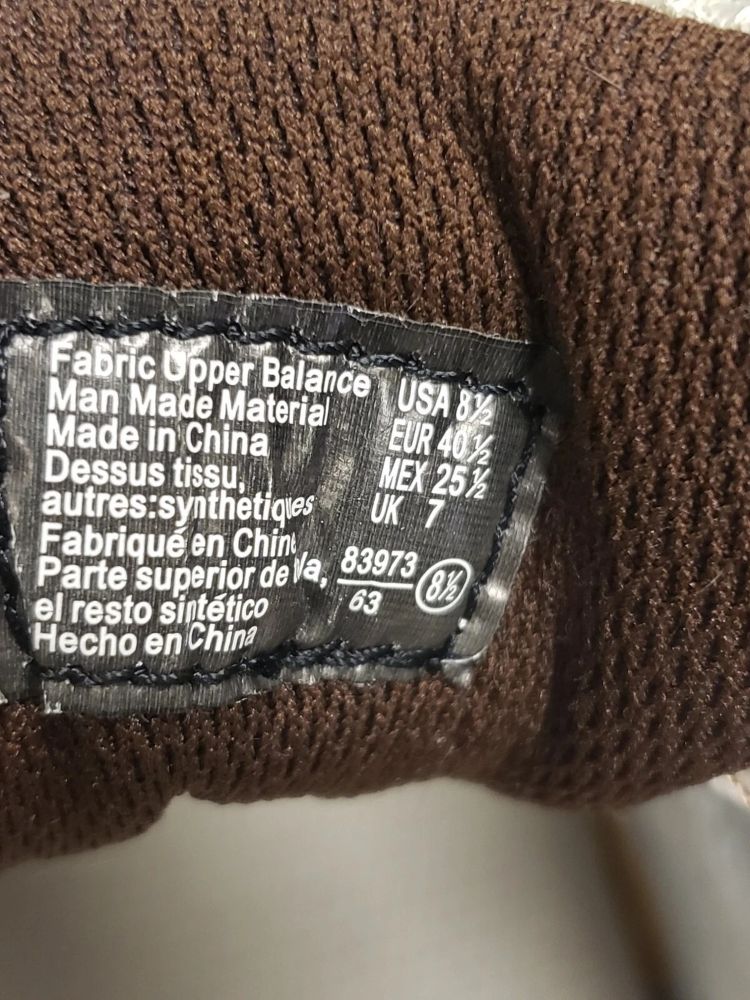 Fabric Upper Balance
Man Made Material
Made in China
Dessus tissu,
autres:synthetiques
Fabriqué en Chine
Parte superior de
el resto sintético
Hecho en China
USA 8½
EUR 40½
MEX 25½
UK 7
83973
63
8½